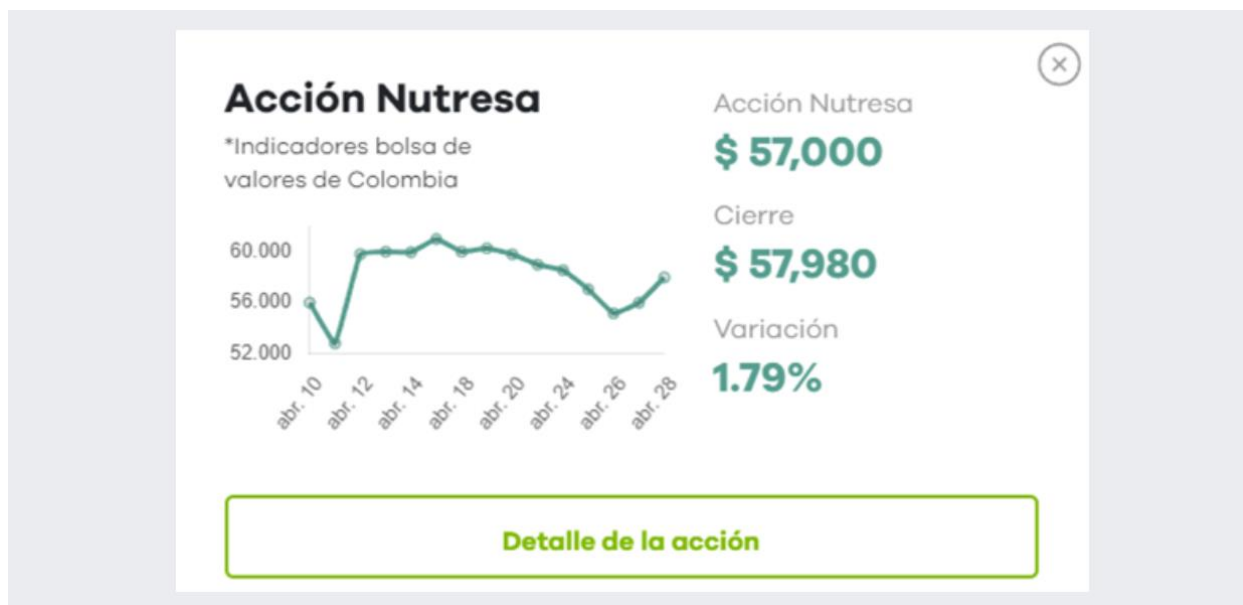 Acción Nutresa
*Indicadores bolsa de
valores de Colombia
60.000
56.000
52.000
abr. 10
abr. 12
abr. 14
abr. 18
abr. 20
abr. 24
abr. 26
abr. 28
Acción Nutresa
$ 57,000
Cierre
$ 57,980
Variación
1.79%
Detalle de la acción